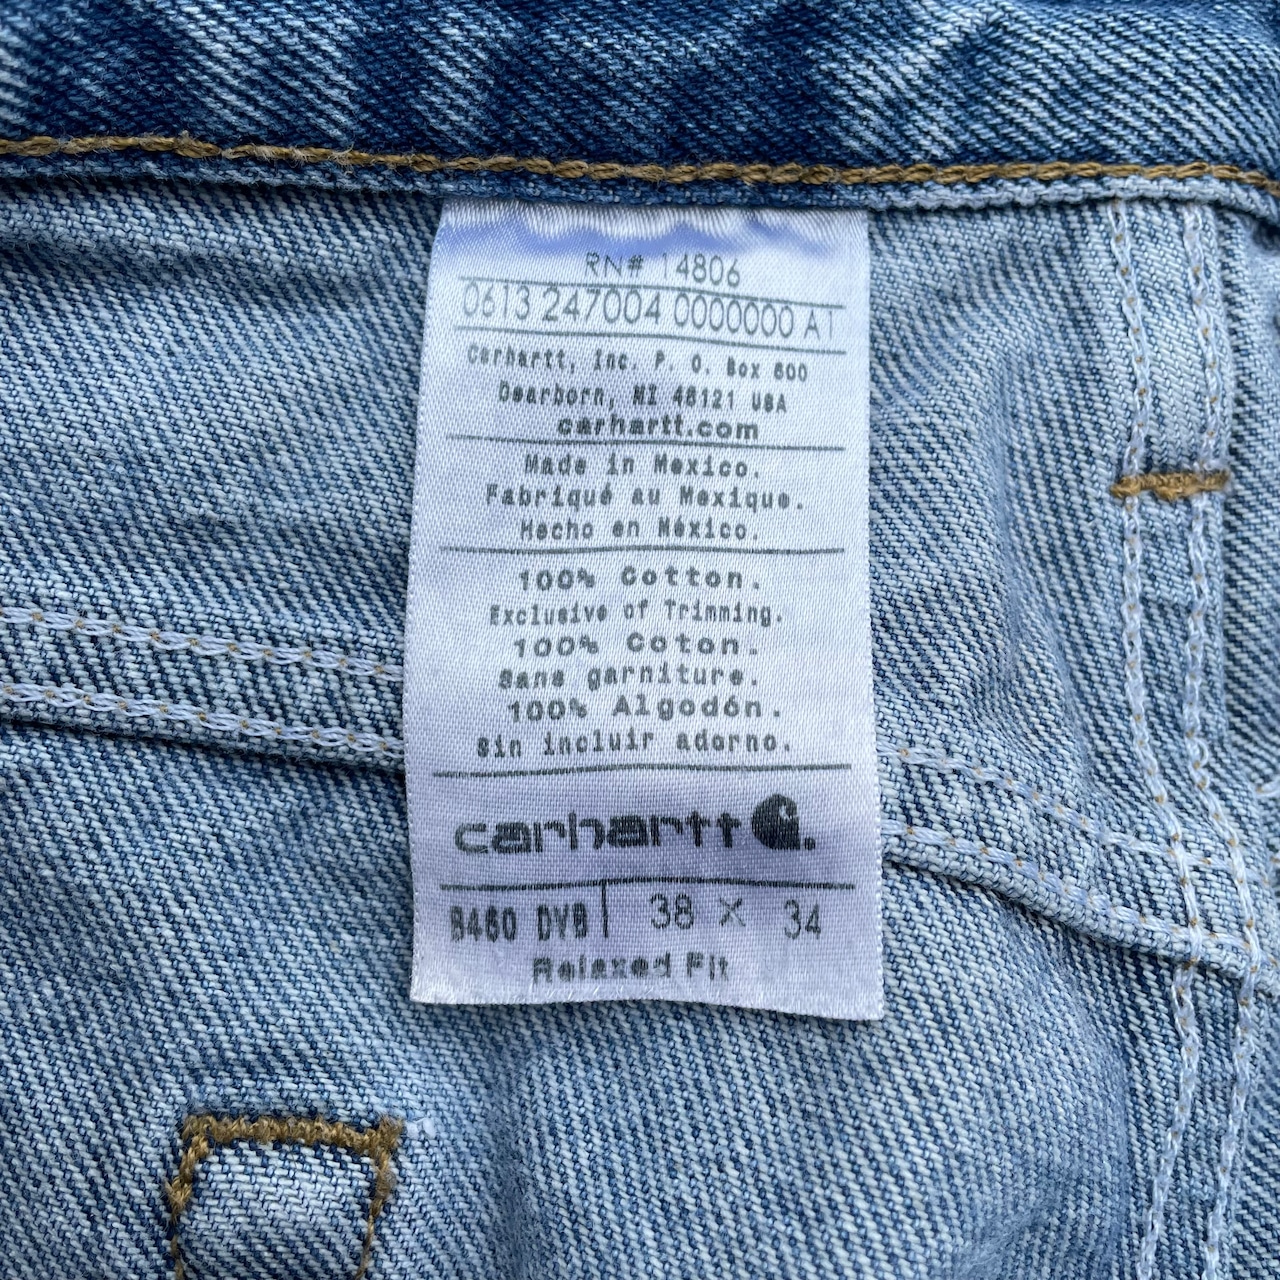 RN# 14806
0613 247004 0000000 A1
Carhartt, Inc. P. O. Box 600
Dearborn, MI 48121 USA
carhartt.com
Made in Mexico.
Fabriqué au Mexique.
Hecho en México.
100% Cotton.
Exclusive of Trimming.
100% Coton.
Sans garniture.
100% Algodón.
Sin incluir adorno.
carhartt
B460 DVB 38 X 34
Relaxed Fit